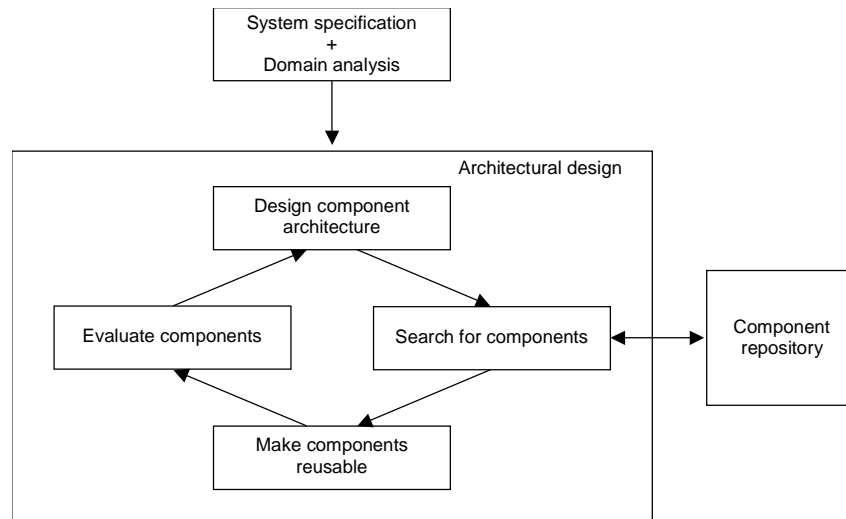 System specification
+
Domain analysis
Architectural design
Design component
architecture
Evaluate components
Search for components
Component
repository
Make components
reusable